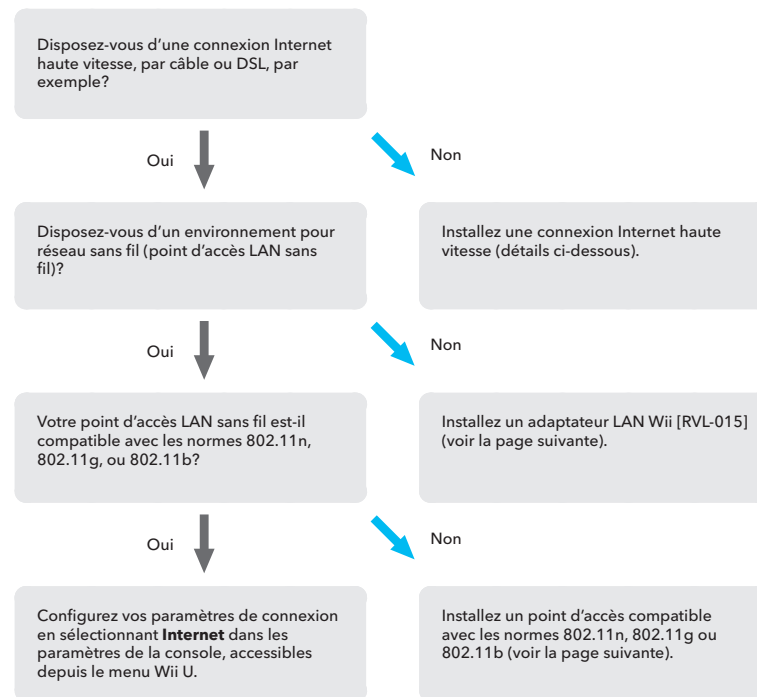 Disposez-vous d'une connexion Internet
haute vitesse, par câble ou DSL, par
exemple?
Oui
Non
Disposez-vous d'un environnement pour
réseau sans fil (point d'accès LAN sans
fil)?
Installez une connexion Internet haute
vitesse (détails ci-dessous).
Oui
Non
Votre point d'accès LAN sans fil est-il
compatible avec les normes 802.11n,
802.11g, ou 802.11b?
Installez un adaptateur LAN Wii [RVL-015]
(voir la page suivante).
Oui
Non
Configurez vos paramètres de connexion
en sélectionnant Internet dans les
paramètres de la console, accessibles
depuis le menu Wii U.
Installez un point d'accès compatible
avec les normes 802.11n, 802.11g ou
802.11b (voir la page suivante).